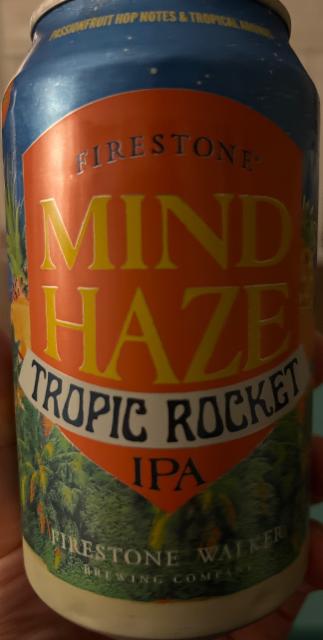 PASSIONFRUIT HOP NOTES & TROPICAL AROMAS
FIRESTONE
MIND
HAZE
TROPIC ROCKET
IPA
FIRESTONE WALKER
BREWING COMPANY